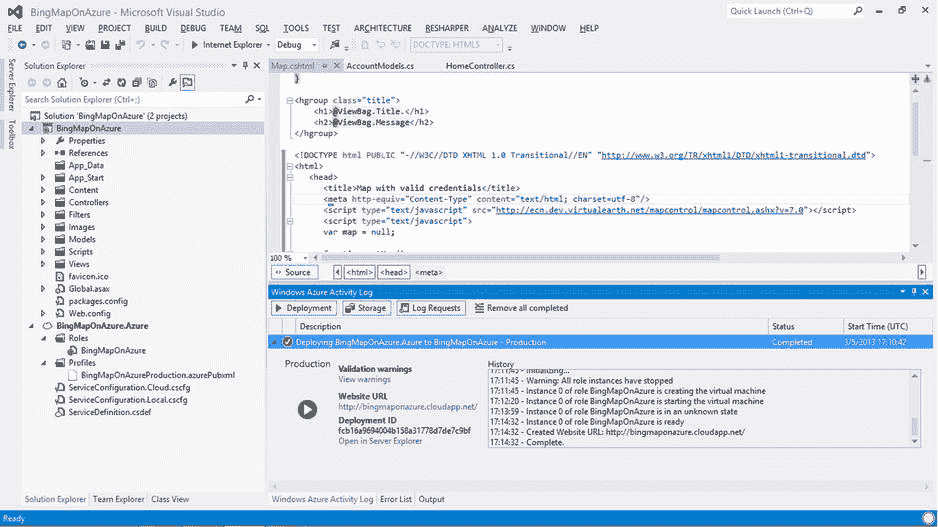 BingMapOnAzure - Microsoft Visual Studio
Quick Launch (Ctrl+Q)
FILE EDIT VIEW PROJECT BUILD DEBUG TEAM SQL TOOLS TEST ARCHITECTURE RESHARPER ANALYZE WINDOW HELP
Internet Explorer Debug DOCTYPE: HTML5
Server Explorer
Toolbox
Solution Explorer
Search Solution Explorer (Ctrl+;)
Solution 'BingMapOnAzure' (2 projects)
BingMapOnAzure
Properties
References
App_Data
App_Start
Content
Controllers
Filters
Images
Models
Scripts
Views
favicon.ico
Global.asax
packages.config
Web.config
BingMapOnAzure.Azure
Roles
BingMapOnAzure
Profiles
BingMapOnAzureProduction.azurePubxml
ServiceConfiguration.Cloud.cscfg
ServiceConfiguration.Local.cscfg
ServiceDefinition.csdef
Solution Explorer Team Explorer Class View
Map.cshtml AccountModels.cs HomeController.cs
}
<hgroup class="title">
<h1>@ViewBag.Title.</h1>
<h2>@ViewBag.Message</h2>
</hgroup>
<!DOCTYPE html PUBLIC "-//W3C//DTD XHTML 1.0 Transitional//EN" "http://www.w3.org/TR/xhtml1/DTD/xhtml1-transitional.dtd">
<html>
<head>
<title>Map with valid credentials</title>
<meta http-equiv="Content-Type" content="text/html; charset=utf-8"/>
<script type="text/javascript" src="http://ecn.dev.virtualearth.net/mapcontrol/mapcontrol.ashx?v=7.0"></script>
<script type="text/javascript">
var map = null;
100 %
Source <html> <head> <meta>
Windows Azure Activity Log
Deployment Storage Log Requests Remove all completed
Description Status Start Time (UTC)
Deploying BingMapOnAzure.Azure to BingMapOnAzure - Production Completed 3/5/2013 17:10:42
Production
Validation warnings
View warnings
Website URL
http://bingmaponazure.cloudapp.net/
Deployment ID
fcb16a9694004b158a31778d7de7c9bf
Open in Server Explorer
History
17:11:45 - Initializing...
17:11:45 - Warning: All role instances have stopped
17:11:45 - Instance 0 of role BingMapOnAzure is creating the virtual machine
17:12:20 - Instance 0 of role BingMapOnAzure is starting the virtual machine
17:13:59 - Instance 0 of role BingMapOnAzure is in an unknown state
17:14:32 - Instance 0 of role BingMapOnAzure is ready
17:14:32 - Created Website URL: http://bingmaponazure.cloudapp.net/
17:14:32 - Complete.
Windows Azure Activity Log Error List Output
Ready